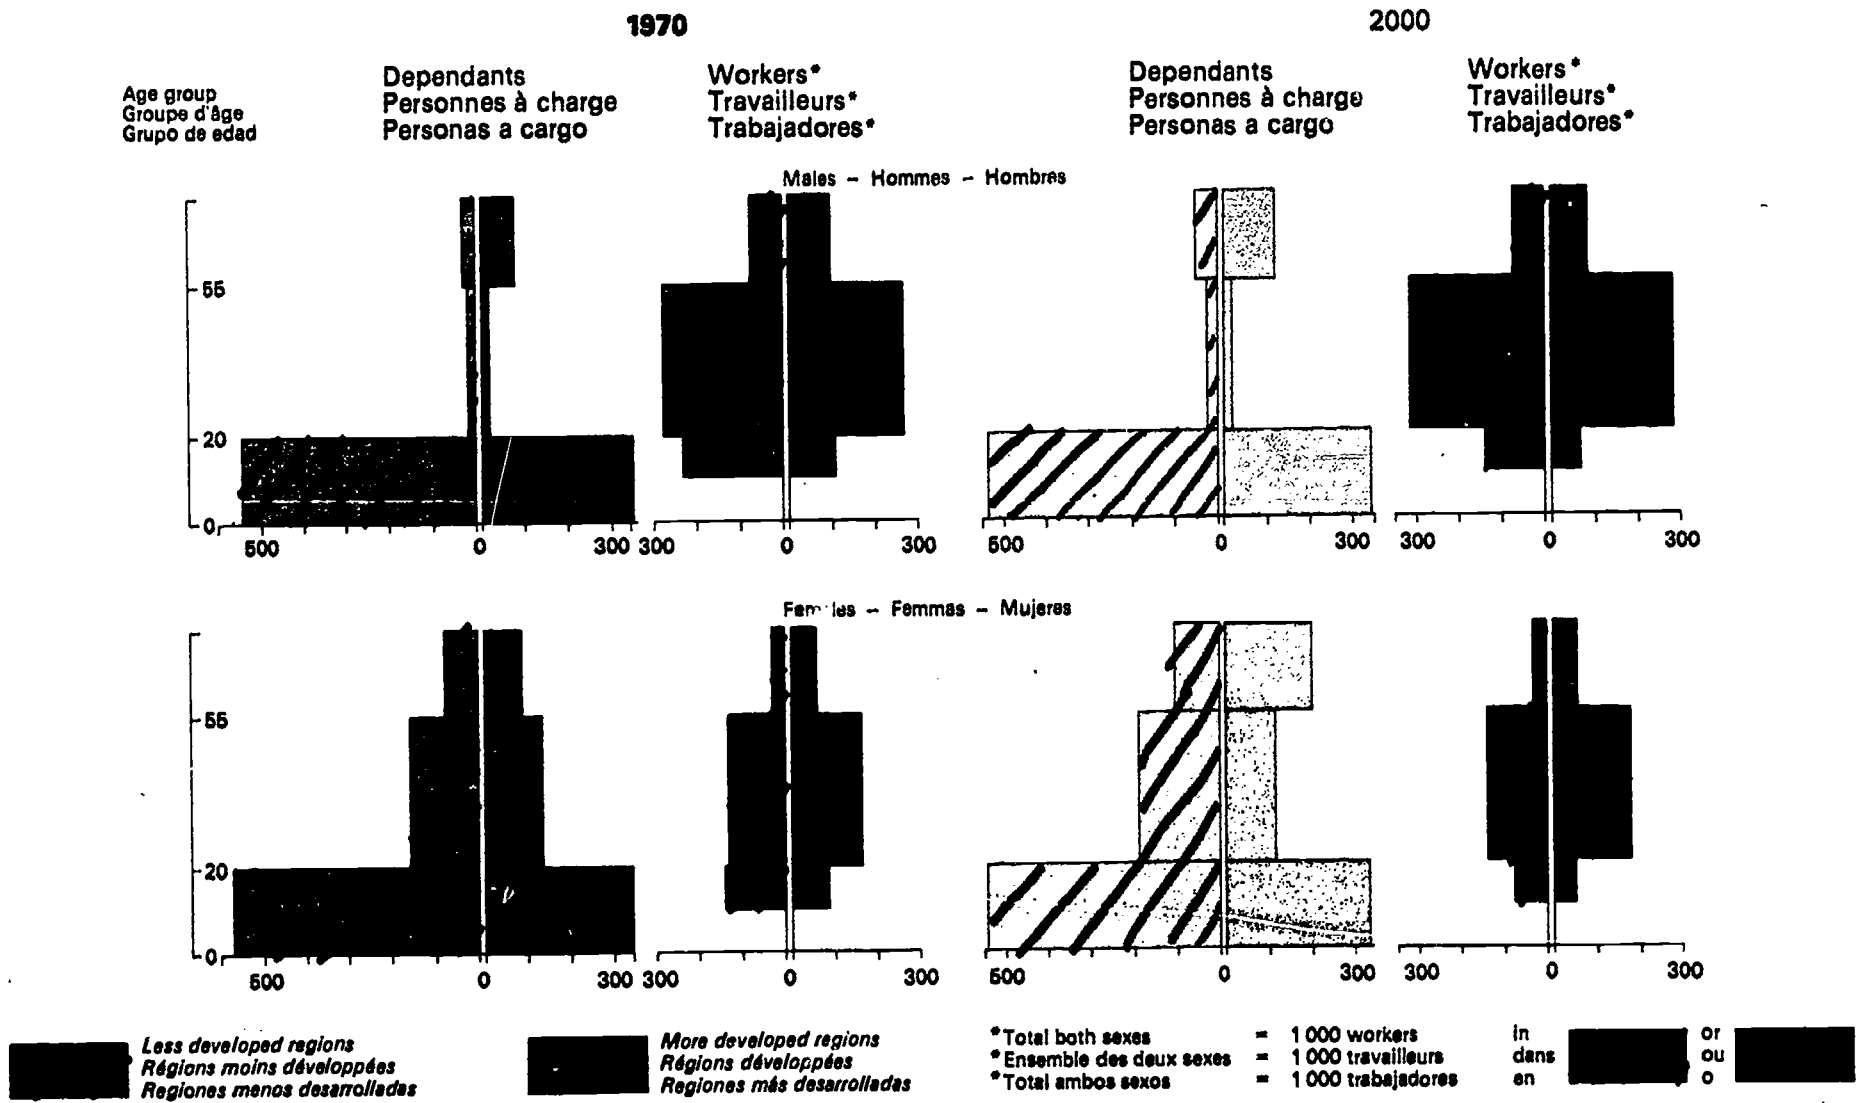 1970
2000
Age group
Groupe d'âge
Grupo de edad
Dependants
Personnes à charge
Personas a cargo
Workers*
Travailleurs*
Trabajadores*
Dependants
Personnes à charge
Personas a cargo
Workers*
Travailleurs*
Trabajadores*
Males – Hommes – Hombres
55
20
0
500 0 300
300 0 300
500 0 300
300 0 300
– Femmas – Mujeres
55
20
0
500 0 300
300 0 300
500 0 300
300 0 300
Less developed regions
Régions moins développées
Regiones menos desarrolladas
More developed regions
Régions développées
Regiones más desarrolladas
*Total both sexes = 1 000 workers in or
*Ensemble des deux sexes = 1 000 travailleurs dans ou
*Total ambos sexos = 1 000 trabajadores en o